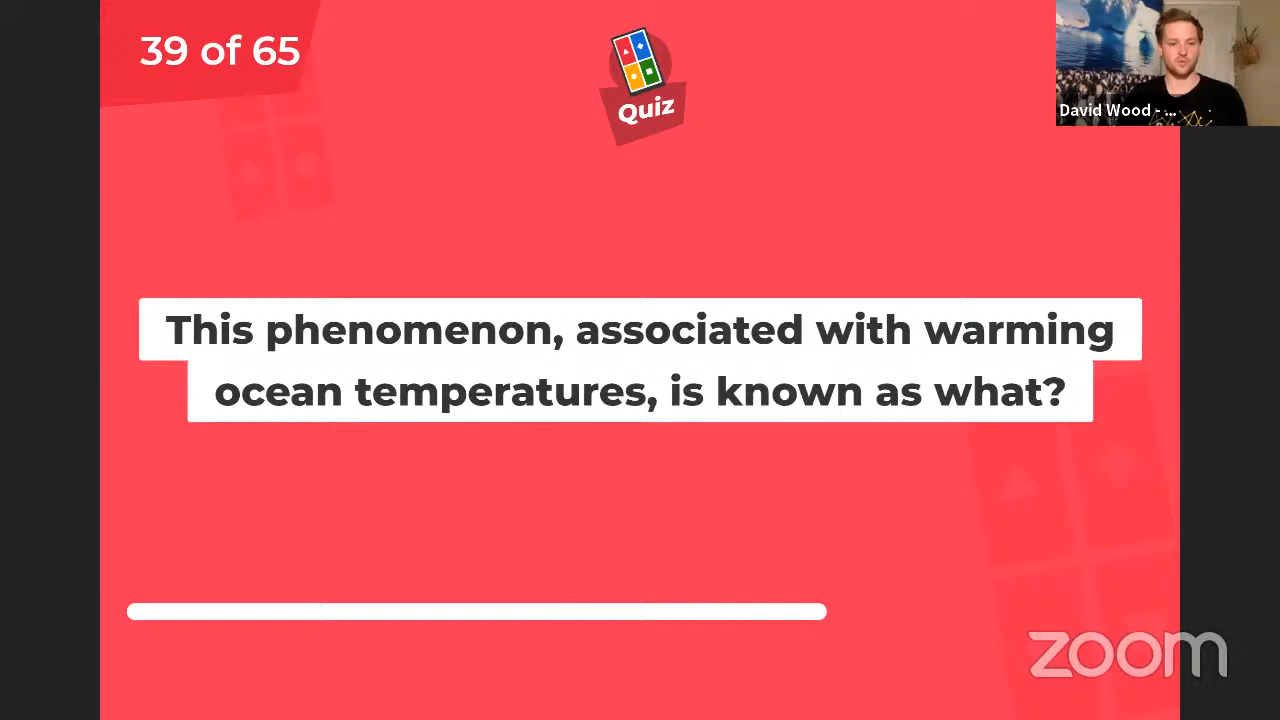 39 of 65
Quiz
David Wood - ...
This phenomenon, associated with warming
ocean temperatures, is known as what?
zoom